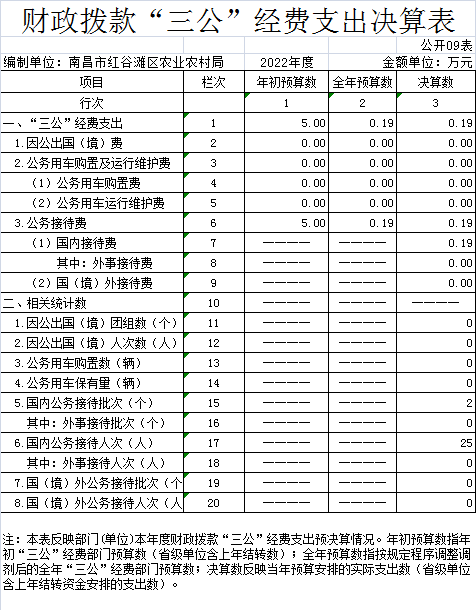 财政拨款“三公”经费支出决算表
公开09表
编制单位：南昌市红谷滩区农业农村局 2022年度 金额单位：万元
项目 栏次 年初预算数 全年预算数 决算数
行次 1 2 3
一、“三公”经费支出 1 5.00 0.19 0.19
1.因公出国（境）费 2 0.00 0.00 0.00
2.公务用车购置及运行维护费 3 0.00 0.00 0.00
（1）公务用车购置费 4 0.00 0.00 0.00
（2）公务用车运行维护费 5 0.00 0.00 0.00
3.公务接待费 6 5.00 0.19 0.19
（1）国内接待费 7 ———— ———— 0.19
其中：外事接待费 8 ———— ———— 0.00
（2）国（境）外接待费 9 ———— ———— 0.00
二、相关统计数 10 ———— ———— ————
1.因公出国（境）团组数（个） 11 ———— ———— 0
2.因公出国（境）人次数（人） 12 ———— ———— 0
3.公务用车购置数（辆） 13 ———— ———— 0
4.公务用车保有量（辆） 14 ———— ———— 0
5.国内公务接待批次（个） 15 ———— ———— 2
其中：外事接待批次（个） 16 ———— ———— 0
6.国内公务接待人次（人） 17 ———— ———— 25
其中：外事接待人次（人） 18 ———— ———— 0
7.国（境）外公务接待批次（个 19 ———— ———— 0
8.国（境）外公务接待人次（人 20 ———— ———— 0
注：本表反映部门(单位)本年度财政拨款“三公”经费支出预决算情况。年初预算数指年
初“三公”经费部门预算数（省级单位含上年结转数）；全年预算数指按规定程序调整调
剂后的全年“三公”经费部门预算数；决算数反映当年预算安排的实际支出数（省级单位
含上年结转资金安排的支出数）。